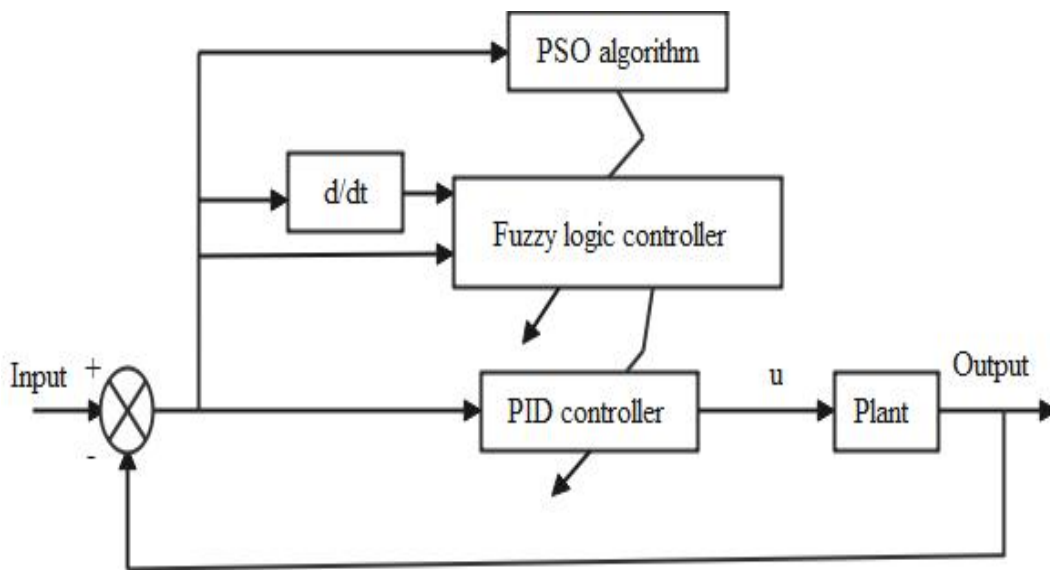 PSO algorithm
d/dt
Fuzzy logic controller
Input
+
-
PID controller
u
Plant
Output